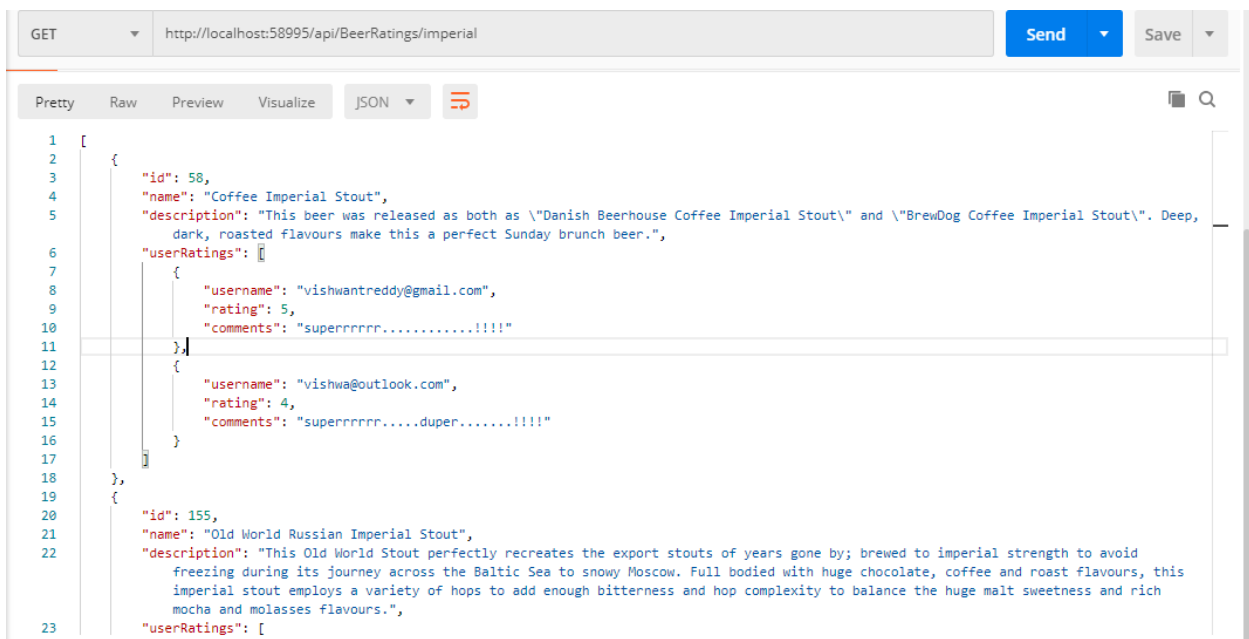 GET http://localhost:58995/api/BeerRatings/imperial Send Save
Pretty Raw Preview Visualize JSON
1 [
2 {
3 "id": 58,
4 "name": "Coffee Imperial Stout",
5 "description": "This beer was released as both as \"Danish Beerhouse Coffee Imperial Stout\" and \"BrewDog Coffee Imperial Stout\". Deep,
dark, roasted flavours make this a perfect Sunday brunch beer.",
6 "userRatings": [
7 {
8 "username": "vishwantreddy@gmail.com",
9 "rating": 5,
10 "comments": "superrrrrr............!!!!"
11 },
12 {
13 "username": "vishwa@outlook.com",
14 "rating": 4,
15 "comments": "superrrrrr.....duper.......!!!!"
16 }
17 ]
18 },
19 {
20 "id": 155,
21 "name": "Old World Russian Imperial Stout",
22 "description": "This Old World Stout perfectly recreates the export stouts of years gone by; brewed to imperial strength to avoid
freezing during its journey across the Baltic Sea to snowy Moscow. Full bodied with huge chocolate, coffee and roast flavours, this
imperial stout employs a variety of hops to add enough bitterness and hop complexity to balance the huge malt sweetness and rich
mocha and molasses flavours.",
23 "userRatings": [